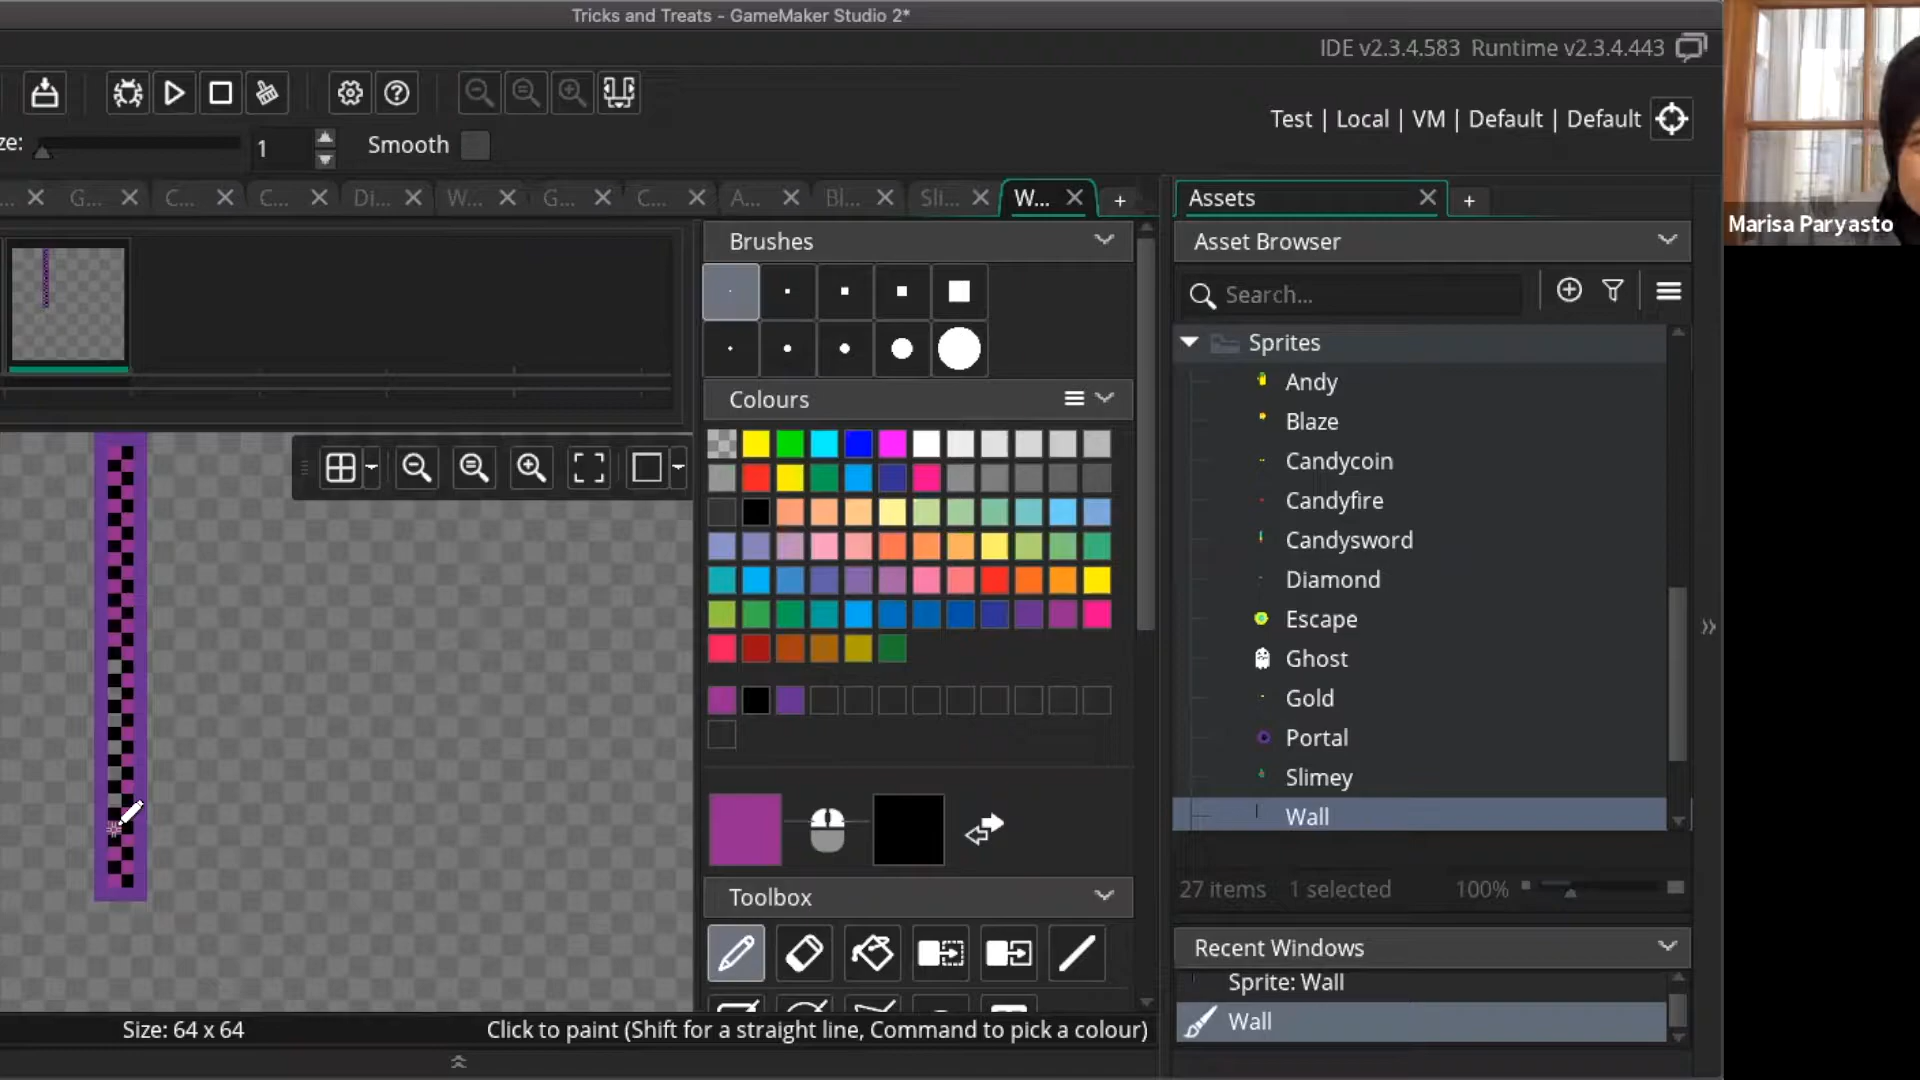 Tricks and Treats - GameMaker Studio 2*
IDE v2.3.4.583 Runtime v2.3.4.443
Test | Local | VM | Default | Default
Marisa Paryasto
ze:
1
Smooth
G...
C...
C...
Di...
W...
G...
C...
A...
Bl...
Sli...
W...
Assets
Brushes
Asset Browser
Search...
Sprites
Andy
Blaze
Colours
Candycoin
Candyfire
Candysword
Diamond
Escape
Ghost
Gold
Portal
Slimey
Wall
27 items 1 selected 100%
Toolbox
Recent Windows
Sprite: Wall
Wall
Size: 64 x 64
Click to paint (Shift for a straight line, Command to pick a colour)